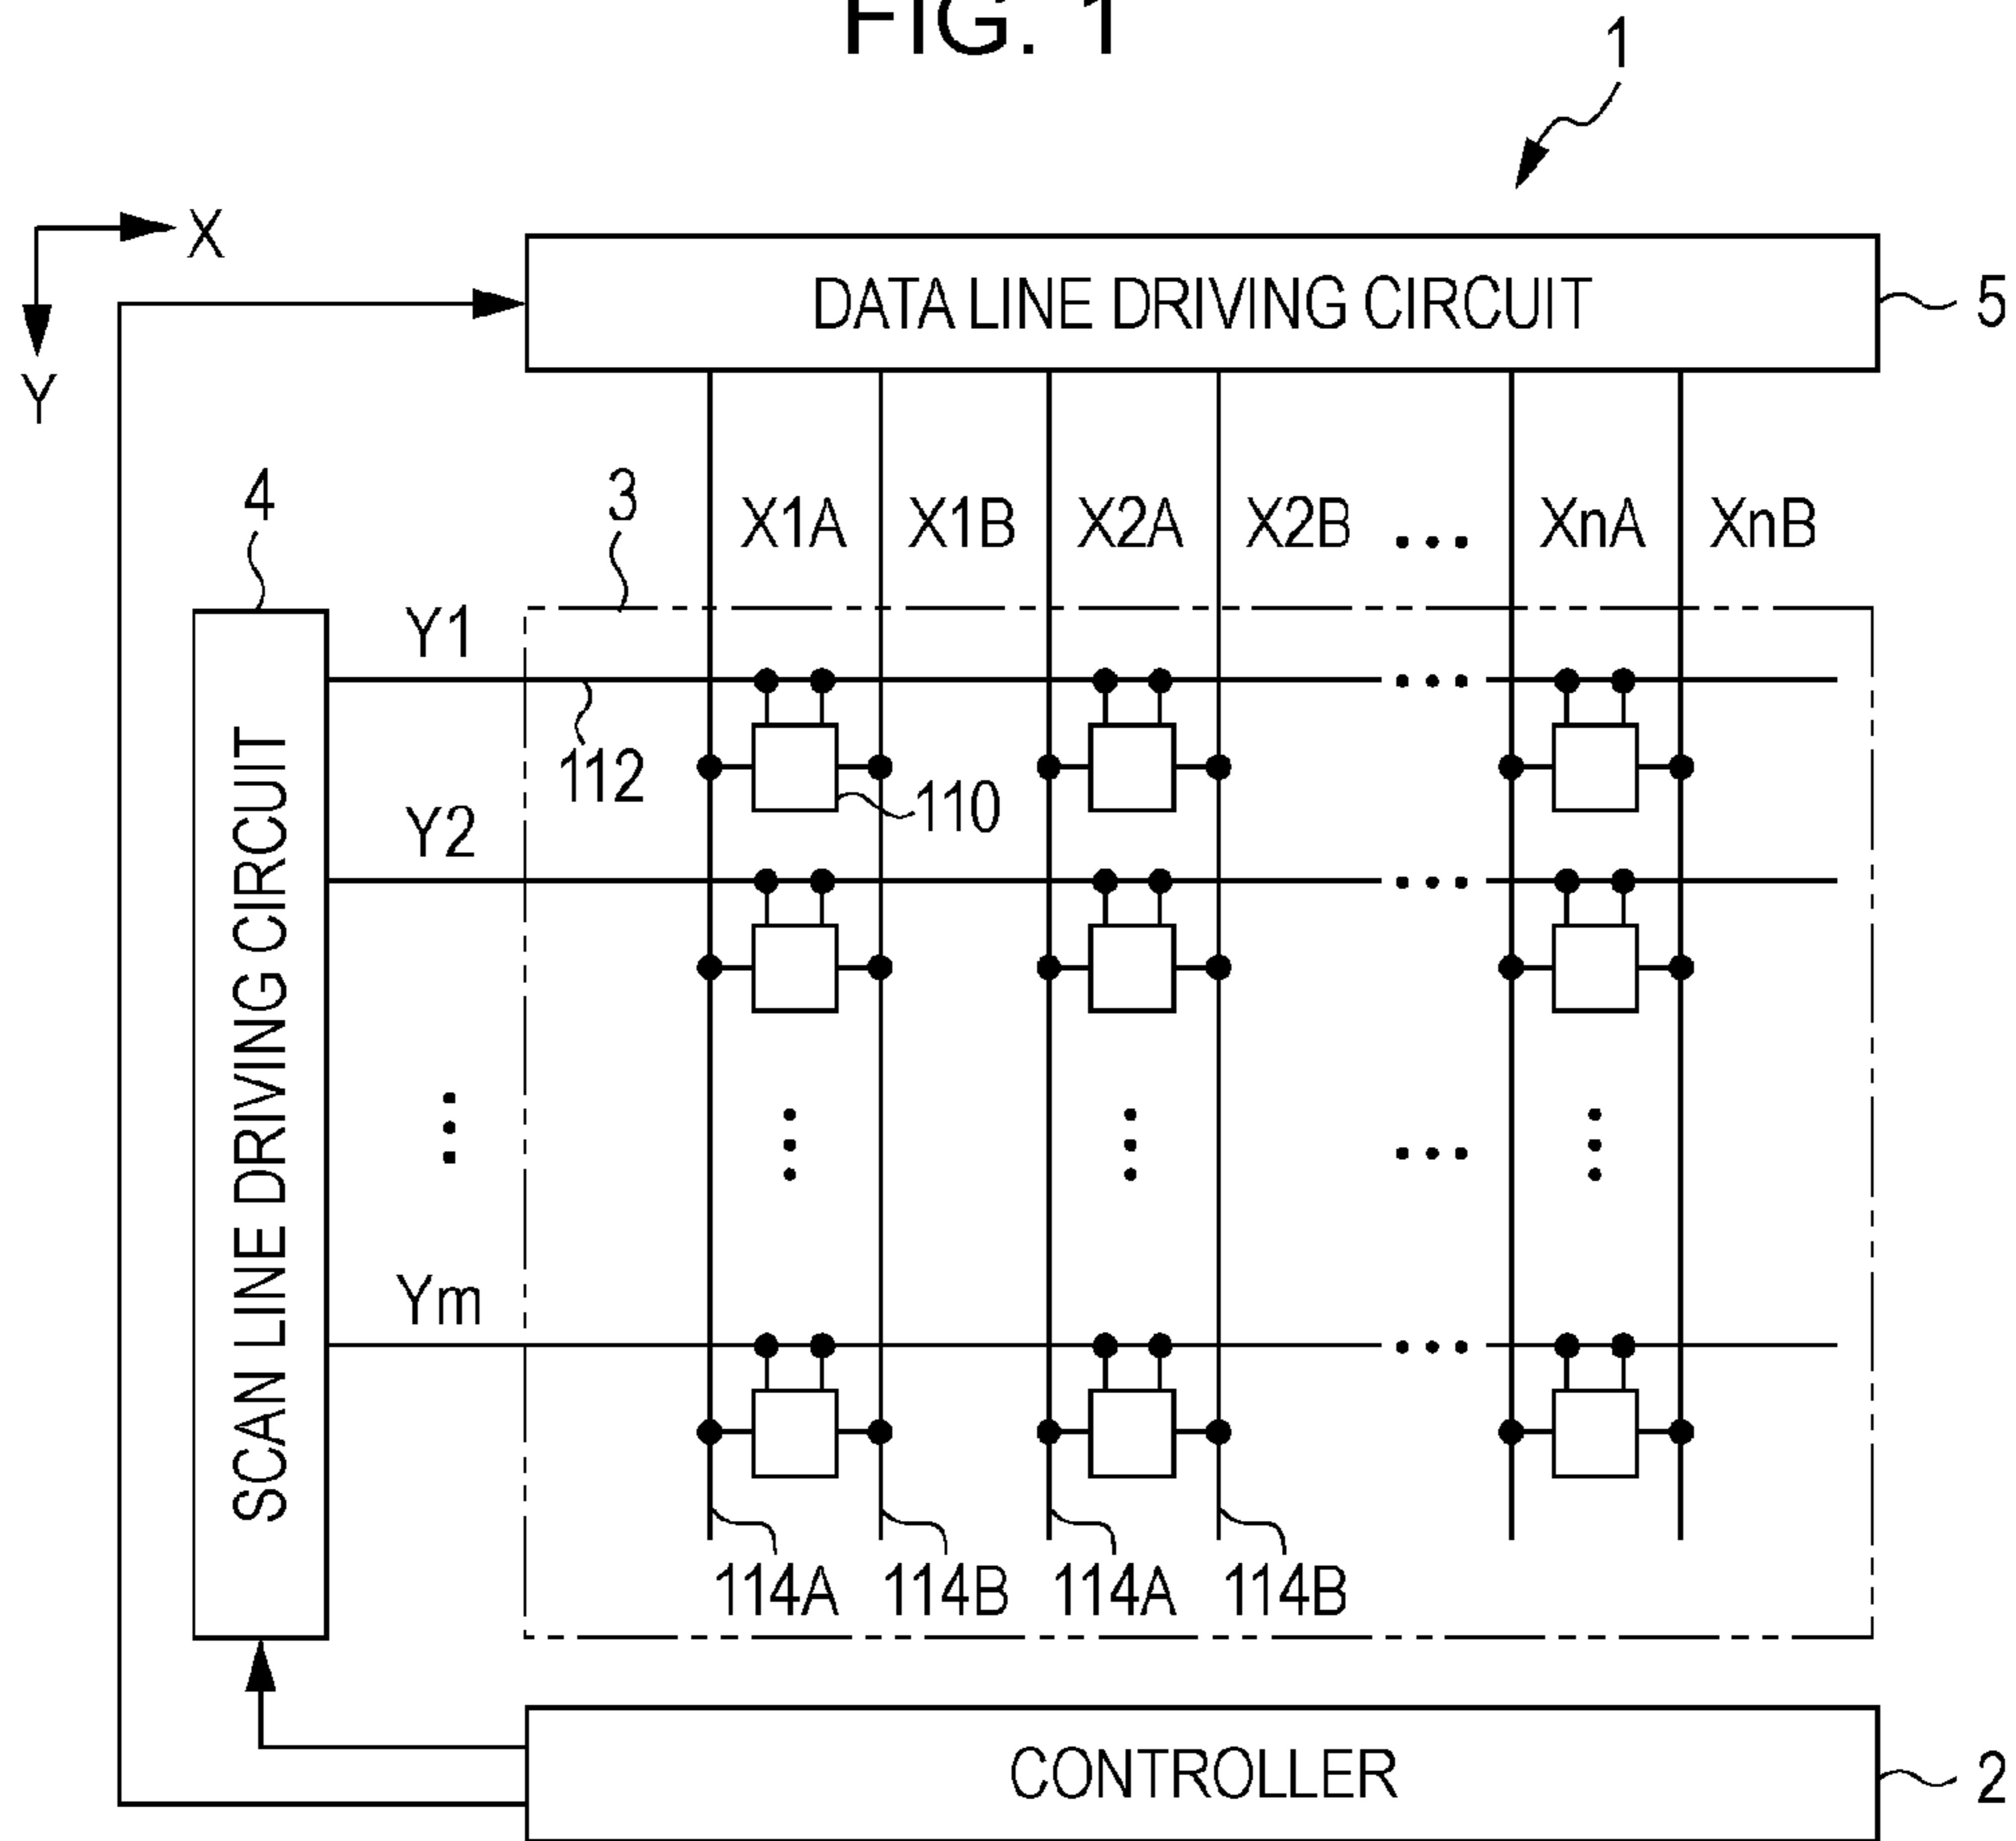 FIG. 1
1
X
Y
DATA LINE DRIVING CIRCUIT
5
4
3
X1A X1B X2A X2B ... XnA XnB
Y1
112
110
Y2
SCAN LINE DRIVING CIRCUIT
Ym
114A 114B 114A 114B
CONTROLLER
2